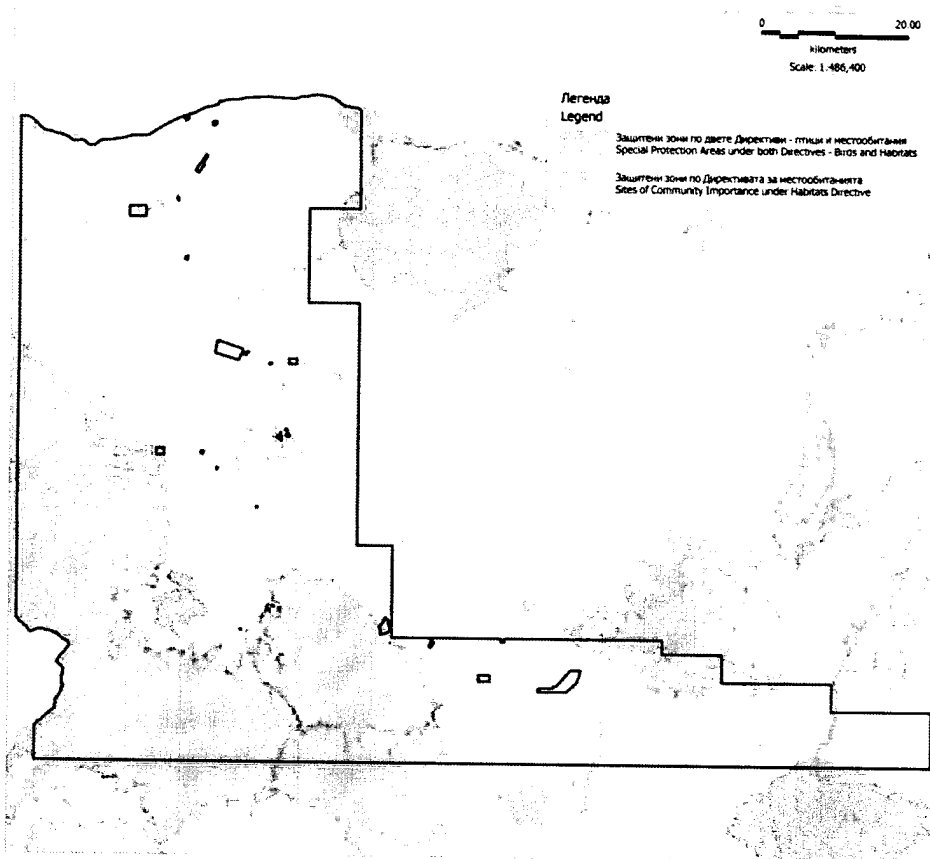 0 20.00
kilometers
Scale: 1:486,400
Легенда
Legend
Защитени зони по двете Директиви - птици и местообитания
Special Protection Areas under both Directives - Birds and Habitats
Защитени зони по Директивата за местообитанията
Sites of Community Importance under Habitats Directive